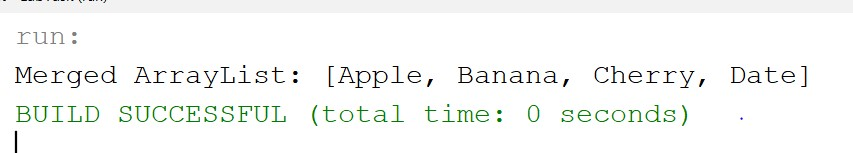 run:
Merged ArrayList: [Apple, Banana, Cherry, Date]
BUILD SUCCESSFUL (total time: 0 seconds)